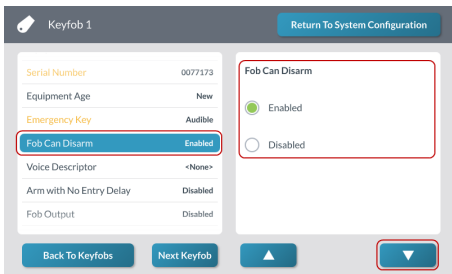 Keyfob 1
Return To System Configuration
Serial Number 0077173
Equipment Age New
Emergency Key Audible
Fob Can Disarm Enabled
Voice Descriptor <None>
Arm with No Entry Delay Disabled
Fob Output Disabled
Fob Can Disarm
Enabled
Disabled
Back To Keyfobs
Next Keyfob